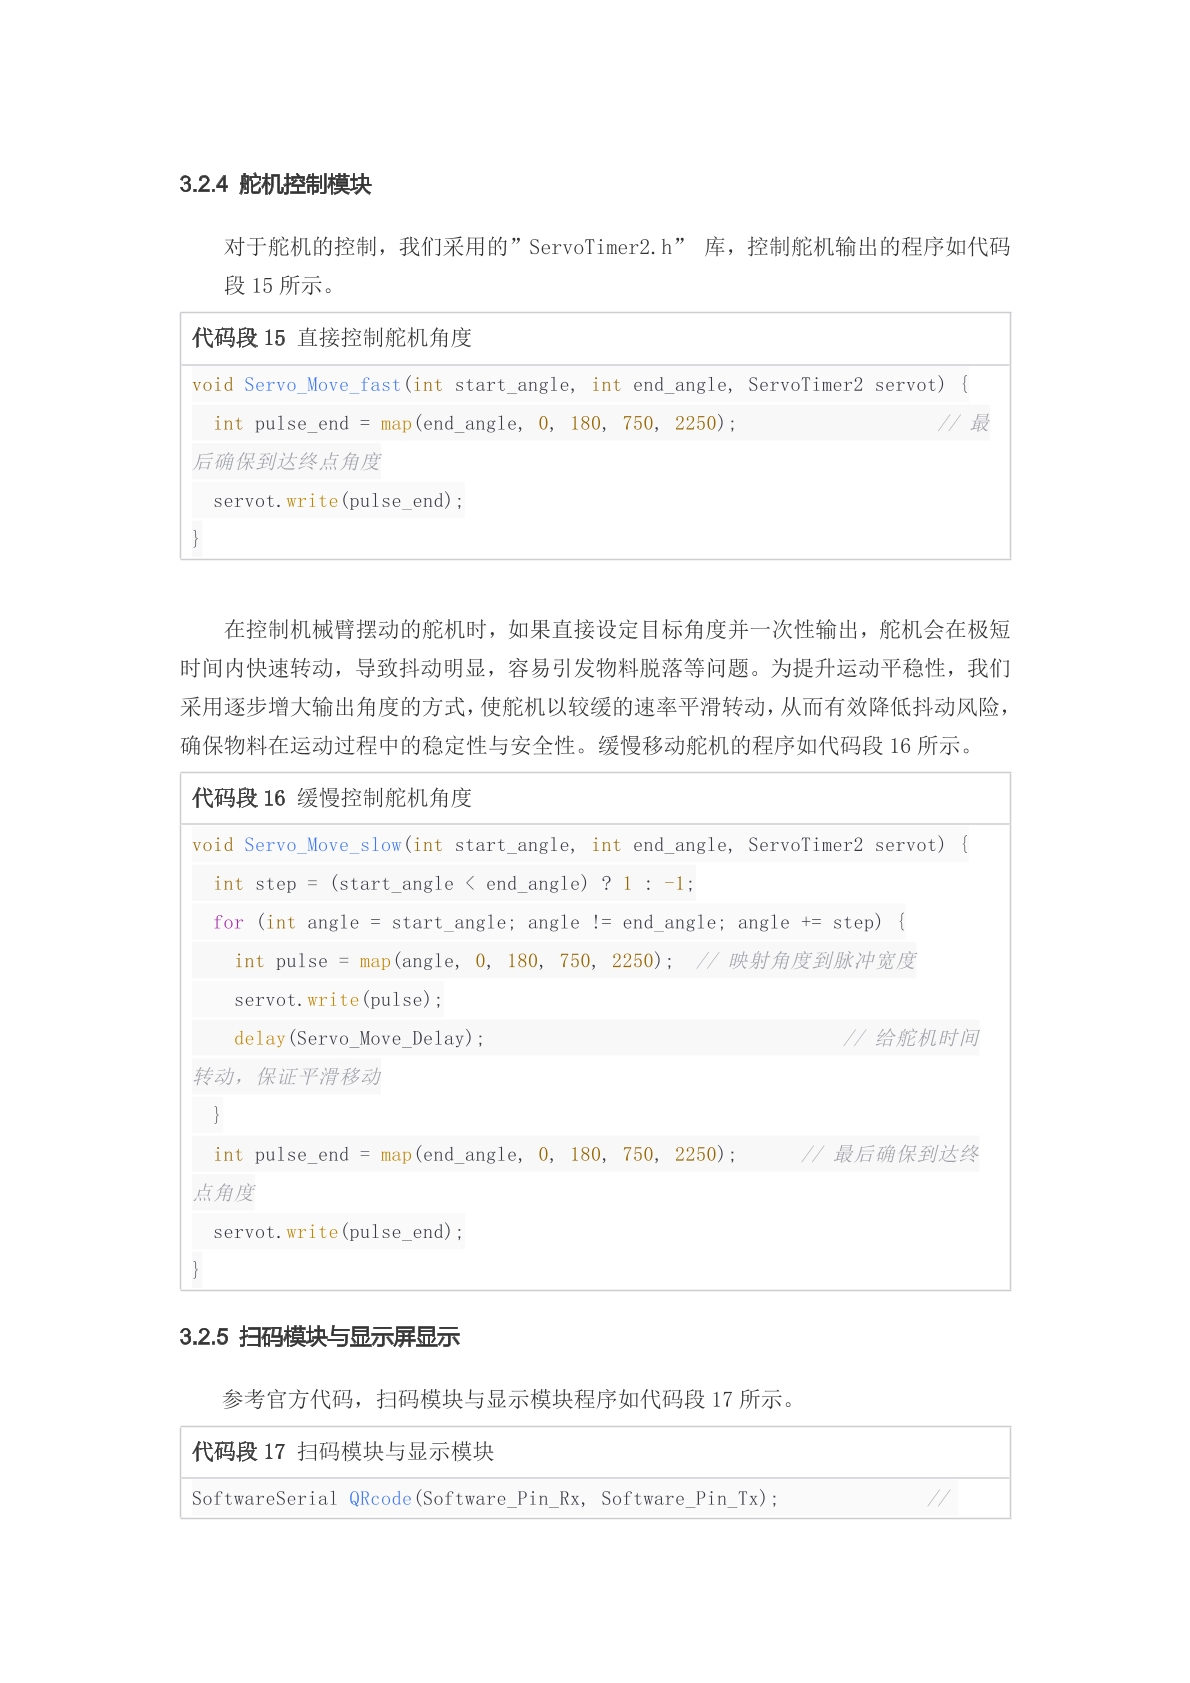 3.2.4 舵机控制模块
对于舵机的控制，我们采用的”ServoTimer2.h” 库，控制舵机输出的程序如代码
段 15 所示。
代码段 15 直接控制舵机角度
void Servo_Move_fast(int start_angle, int end_angle, ServoTimer2 servot) {
  int pulse_end = map(end_angle, 0, 180, 750, 2250);                   // 最
后确保到达终点角度
  servot.write(pulse_end);
}
在控制机械臂摆动的舵机时，如果直接设定目标角度并一次性输出，舵机会在极短
时间内快速转动，导致抖动明显，容易引发物料脱落等问题。为提升运动平稳性，我们
采用逐步增大输出角度的方式，使舵机以较缓的速率平滑转动，从而有效降低抖动风险，
确保物料在运动过程中的稳定性与安全性。缓慢移动舵机的程序如代码段 16 所示。
代码段 16 缓慢控制舵机角度
void Servo_Move_slow(int start_angle, int end_angle, ServoTimer2 servot) {
  int step = (start_angle < end_angle) ? 1 : -1;
  for (int angle = start_angle; angle != end_angle; angle += step) {
    int pulse = map(angle, 0, 180, 750, 2250);  // 映射角度到脉冲宽度
    servot.write(pulse);
    delay(Servo_Move_Delay);                                  // 给舵机时间
转动，保证平滑移动
  }
  int pulse_end = map(end_angle, 0, 180, 750, 2250);      // 最后确保到达终
点角度
  servot.write(pulse_end);
}
3.2.5 扫码模块与显示屏显示
参考官方代码，扫码模块与显示模块程序如代码段 17 所示。
代码段 17 扫码模块与显示模块
SoftwareSerial QRcode(Software_Pin_Rx, Software_Pin_Tx);              //